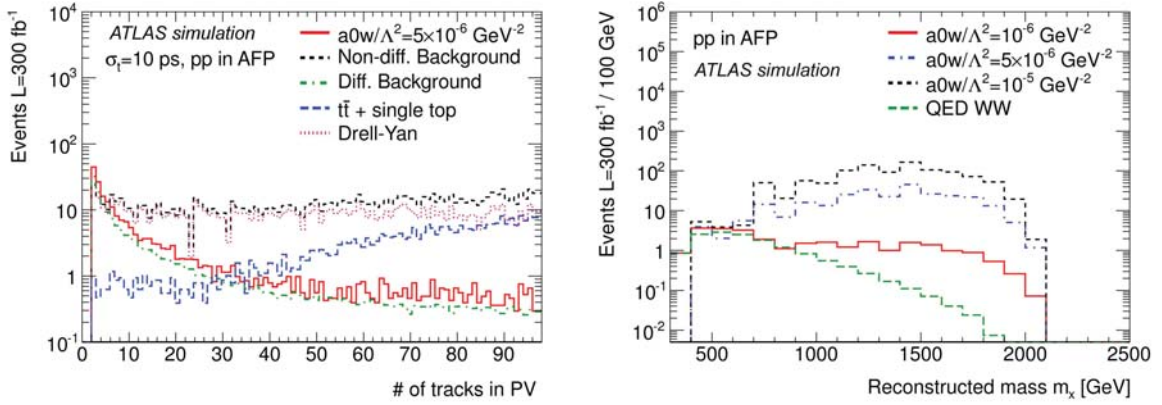 Events L=300 fb⁻¹
10⁴
10³
10²
10
1
10⁻¹
ATLAS simulation
σₜ=10 ps, pp in AFP
a0w/Λ²=5×10⁻⁶ GeV⁻²
Non-diff. Background
Diff. Background
tt̄ + single top
Drell-Yan
0 10 20 30 40 50 60 70 80 90
# of tracks in PV
Events L=300 fb⁻¹ / 100 GeV
10⁶
10⁵
10⁴
10³
10²
10
1
10⁻¹
10⁻²
pp in AFP
ATLAS simulation
a0w/Λ²=10⁻⁶ GeV⁻²
a0w/Λ²=5×10⁻⁶ GeV⁻²
a0w/Λ²=10⁻⁵ GeV⁻²
QED WW
500 1000 1500 2000 2500
Reconstructed mass mₓ [GeV]